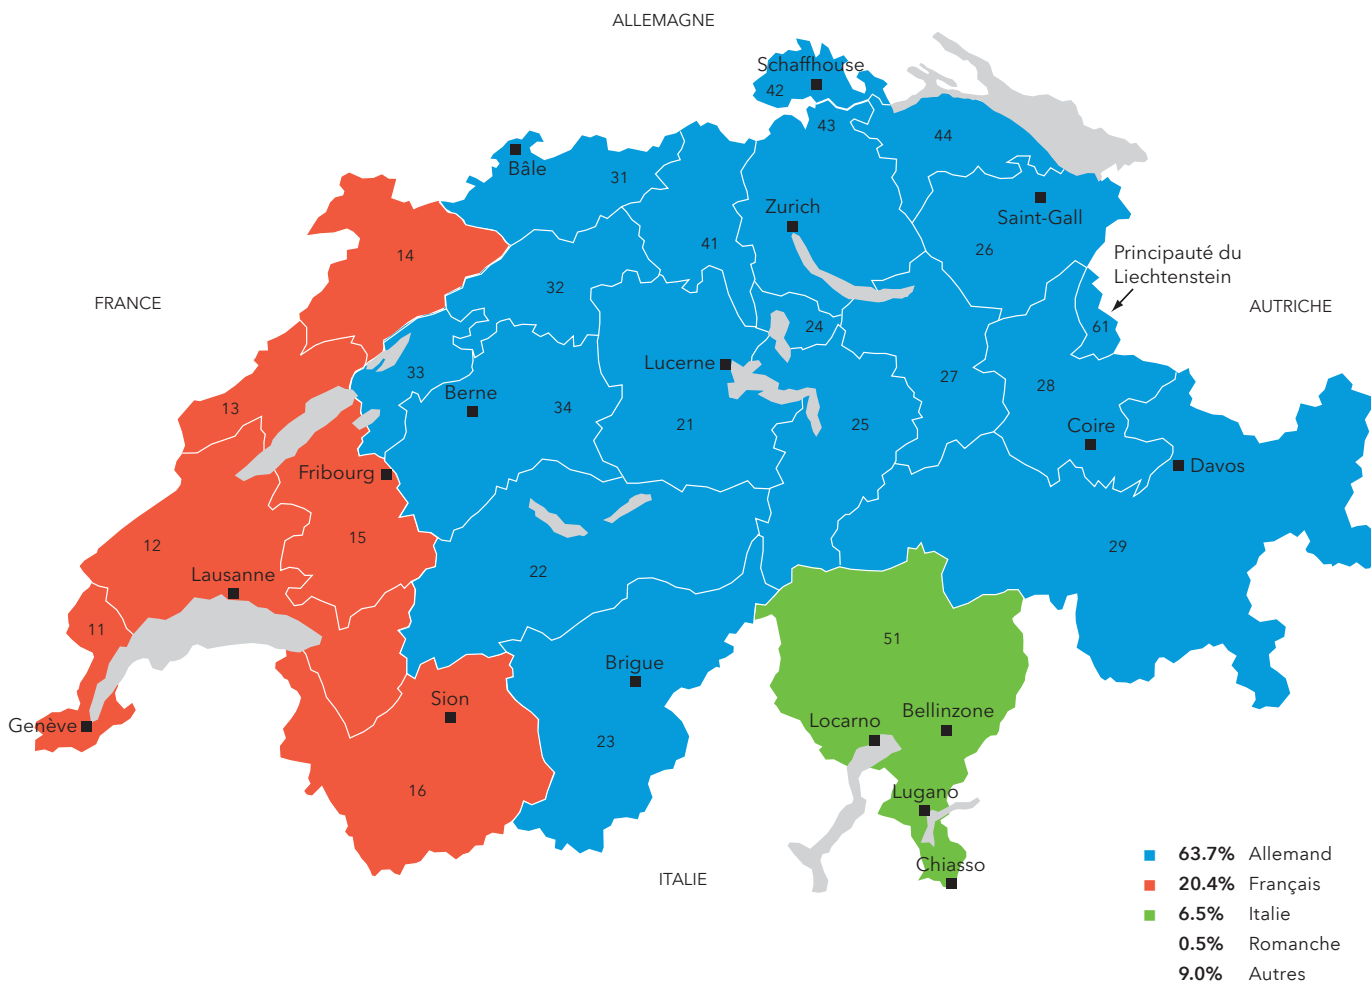 ALLEMAGNE
Schaffhouse
42
43
44
Bâle
31
Zurich
Saint-Gall
41
26
14
Principauté du
Liechtenstein
32
FRANCE
AUTRICHE
24
61
Lucerne
33
Berne
27
28
13
34
21
25
Coire
Fribourg
Davos
12
15
29
22
Lausanne
11
51
Brigue
Sion
Bellinzone
Locarno
Genève
23
16
Lugano
Chiasso
ITALIE
63.7% Allemand
20.4% Français
6.5% Italie
0.5% Romanche
9.0% Autres